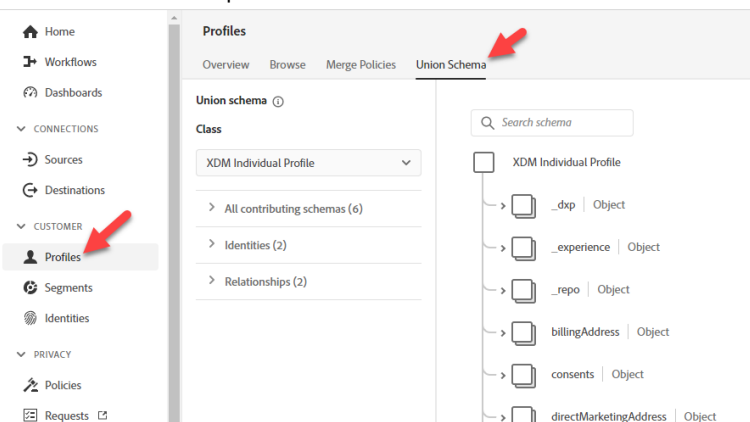 Home
Workflows
Dashboards
CONNECTIONS
Sources
Destinations
CUSTOMER
Profiles
Segments
Identities
PRIVACY
Policies
Requests
Profiles
Overview Browse Merge Policies Union Schema
Union schema
Class
XDM Individual Profile
All contributing schemas (6)
Identities (2)
Relationships (2)
Search schema
XDM Individual Profile
_dxp | Object
_experience | Object
_repo | Object
billingAddress | Object
consents | Object
directMarketingAddress | Object